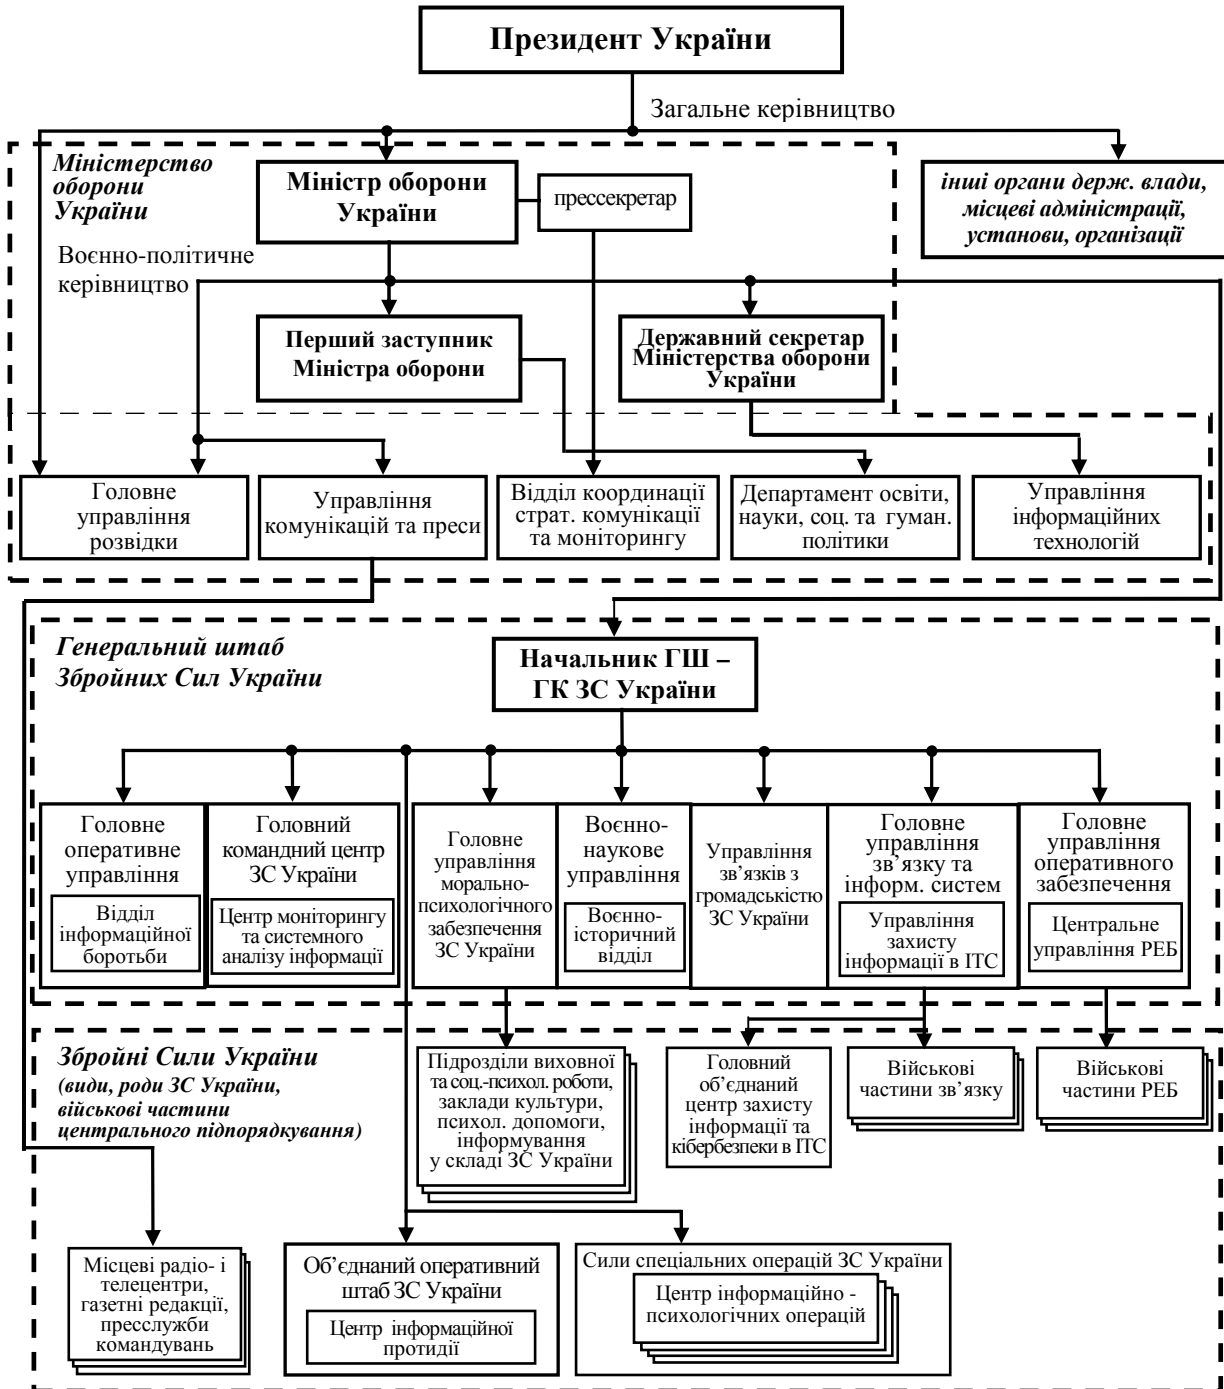 Президент України
Загальне керівництво
Міністерство
оборони
України
Міністр оборони
України
прессекретар
інші органи держ. влади,
місцеві адміністрації,
установи, організації
Воєнно-політичне
керівництво
Перший заступник
Міністра оборони
Державний секретар
Міністерства оборони
України
Головне
управління
розвідки
Управління
комунікацій та преси
Відділ координації
страт. комунікації
та моніторингу
Департамент освіти,
науки, соц. та гуман.
політики
Управління
інформаційних
технологій
Генеральний штаб
Збройних Сил України
Начальник ГШ –
ГК ЗС України
Головне
оперативне
управління
Відділ
інформаційної
боротьби
Головний
командний центр
ЗС України
Центр моніторингу
та системного
аналізу інформації
Головне
управління
морально-
психологічного
забезпечення
ЗС України
Воєнно-
наукове
управління
Воєнно-
історичний
відділ
Управління
зв’язків з
громадськістю
ЗС України
Головне
управління
зв’язку та
інформ. систем
Управління
захисту
інформації в ІТС
Головне
управління
оперативного
забезпечення
Центральне
управління РЕБ
Збройні Сили України
(види, роди ЗС України,
військові частини
центрального підпорядкування)
Підрозділи виховної
та соц.-психол. роботи,
заклади культури,
психол. допомоги,
інформування
у складі ЗС України
Головний
об’єднаний
центр захисту
інформації та
кібербезпеки в ІТС
Військові
частини зв’язку
Військові
частини РЕБ
Місцеві радіо- і
телецентри,
газетні редакції,
пресслужби
командувань
Об’єднаний оперативний
штаб ЗС України
Центр інформаційної
протидії
Сили спеціальних операцій ЗС України
Центр інформаційно -
психологічних операцій